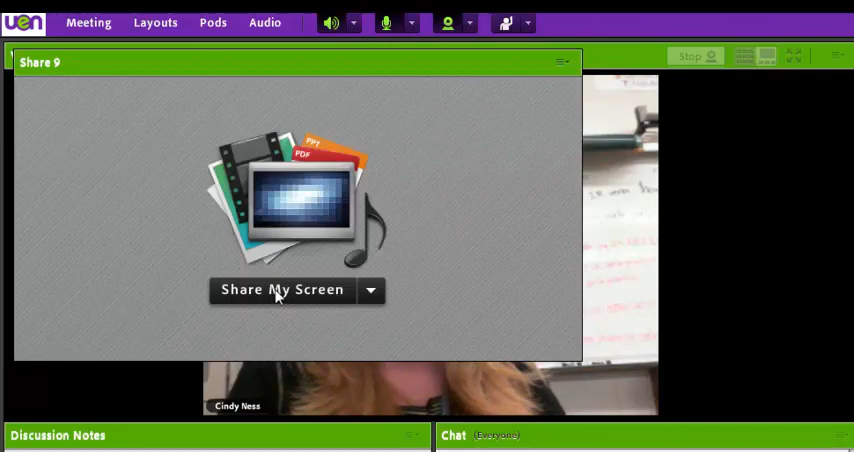 uen Meeting Layouts Pods Audio
Share 9
Stop
PPT
PDF
Share My Screen
Cindy Ness
Discussion Notes
Chat (Everyone)